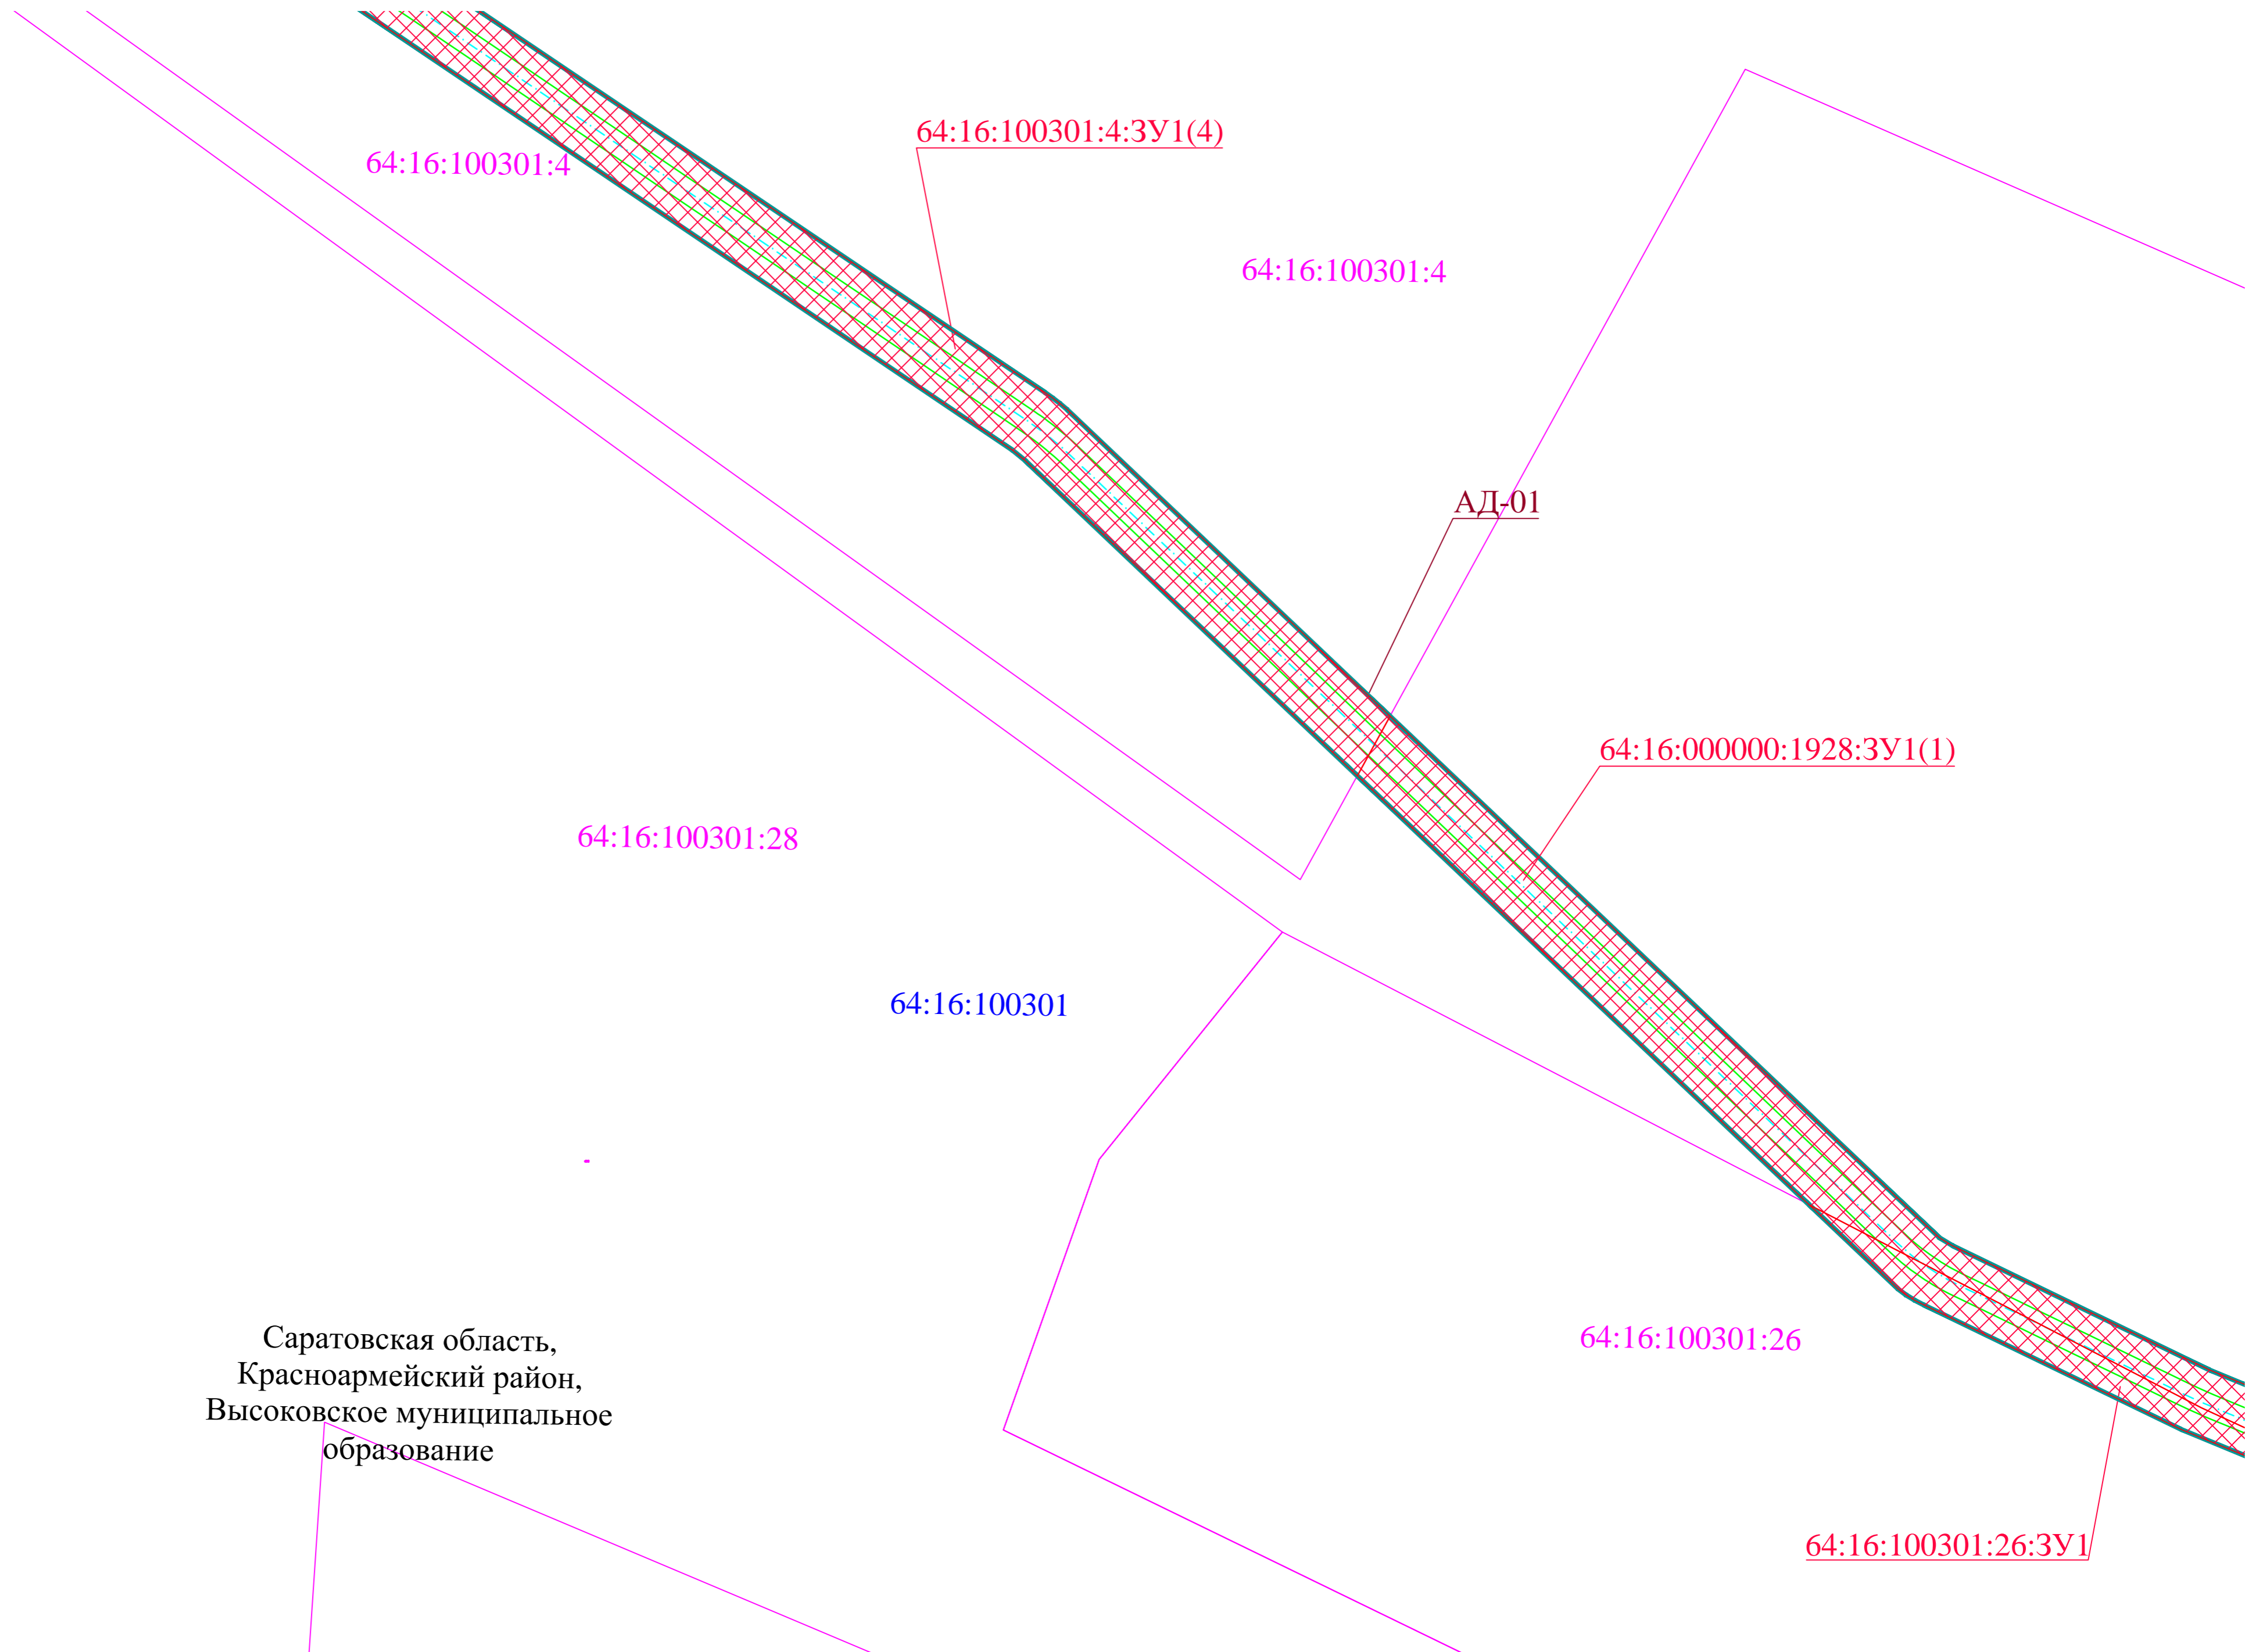 64:16:100301:4:ЗУ1(4)
64:16:100301:4
64:16:100301:4
АД-01
64:16:000000:1928:ЗУ1(1)
64:16:100301:28
64:16:100301
Саратовская область,
Красноармейский район,
Высоковское муниципальное
образование
64:16:100301:26
64:16:100301:26:ЗУ1